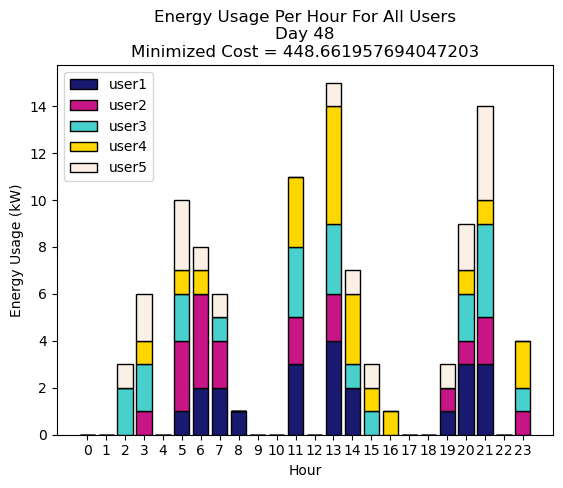 Energy Usage Per Hour For All Users
Day 48
Minimized Cost = 448.661957694047203
user1
user2
user3
user4
user5
Energy Usage (kW)
14
12
10
8
6
4
2
0
0 1 2 3 4 5 6 7 8 9 10 11 12 13 14 15 16 17 18 19 20 21 22 23
Hour